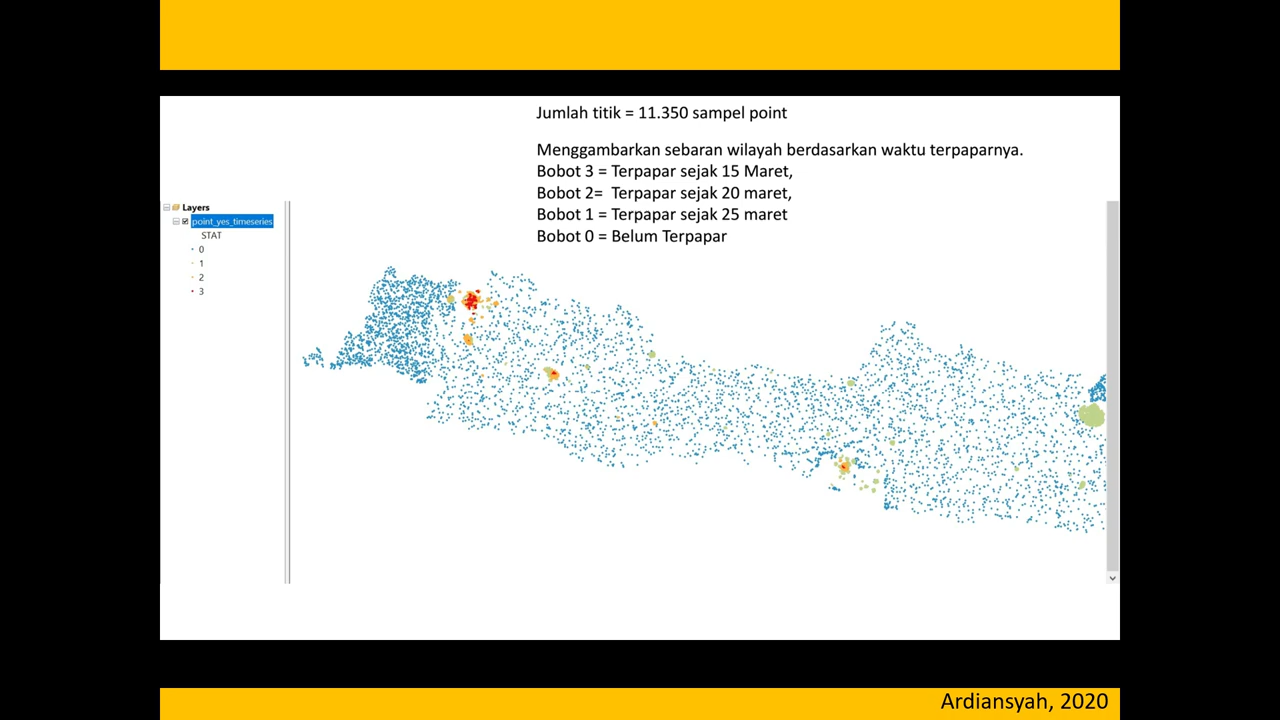 Jumlah titik = 11.350 sampel point
Menggambarkan sebaran wilayah berdasarkan waktu terpaparnya.
Bobot 3 = Terpapar sejak 15 Maret,
Bobot 2=  Terpapar sejak 20 maret,
Bobot 1 = Terpapar sejak 25 maret
Bobot 0 = Belum Terpapar
Layers
point_yes_timeseries
STAT
0
1
2
3
Ardiansyah, 2020